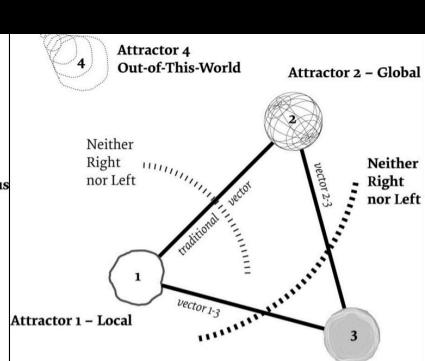 Attractor 4
Out-of-This-World
4
Attractor 2 – Global
2
Neither
Right
nor Left
Neither
Right
nor Left
us
traditional vector
vector 2-3
1
vector 1-3
Attractor 1 – Local
3